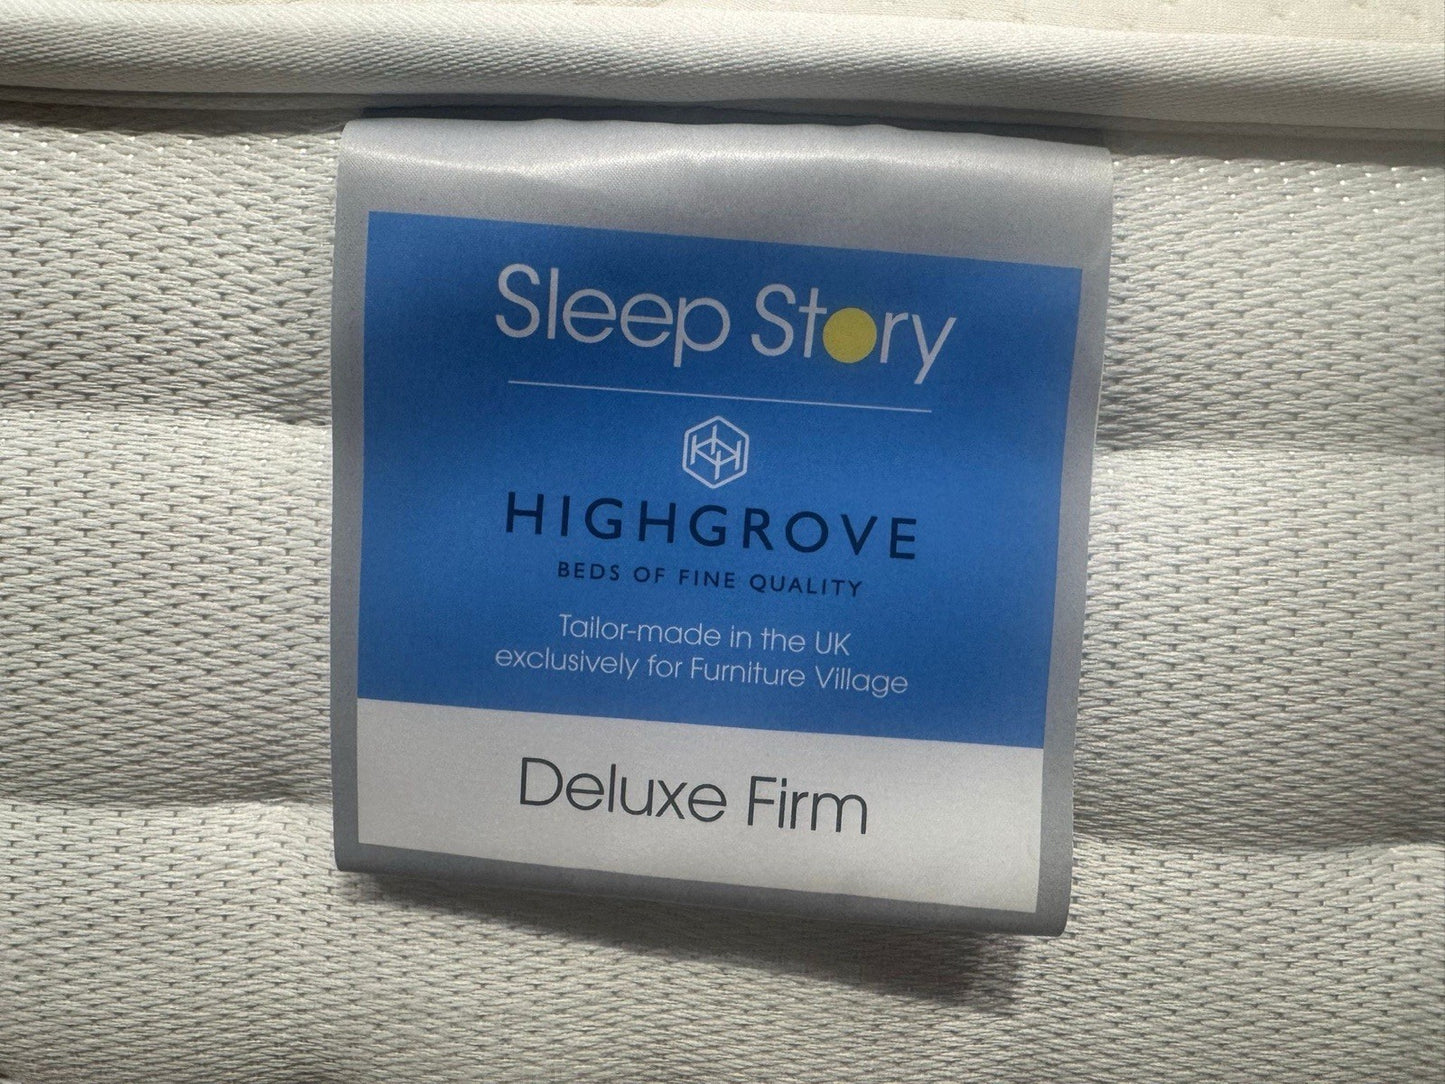 Sleep Story
HIGHGROVE
BEDS OF FINE QUALITY
Tailor-made in the UK
exclusively for Furniture Village
Deluxe Firm